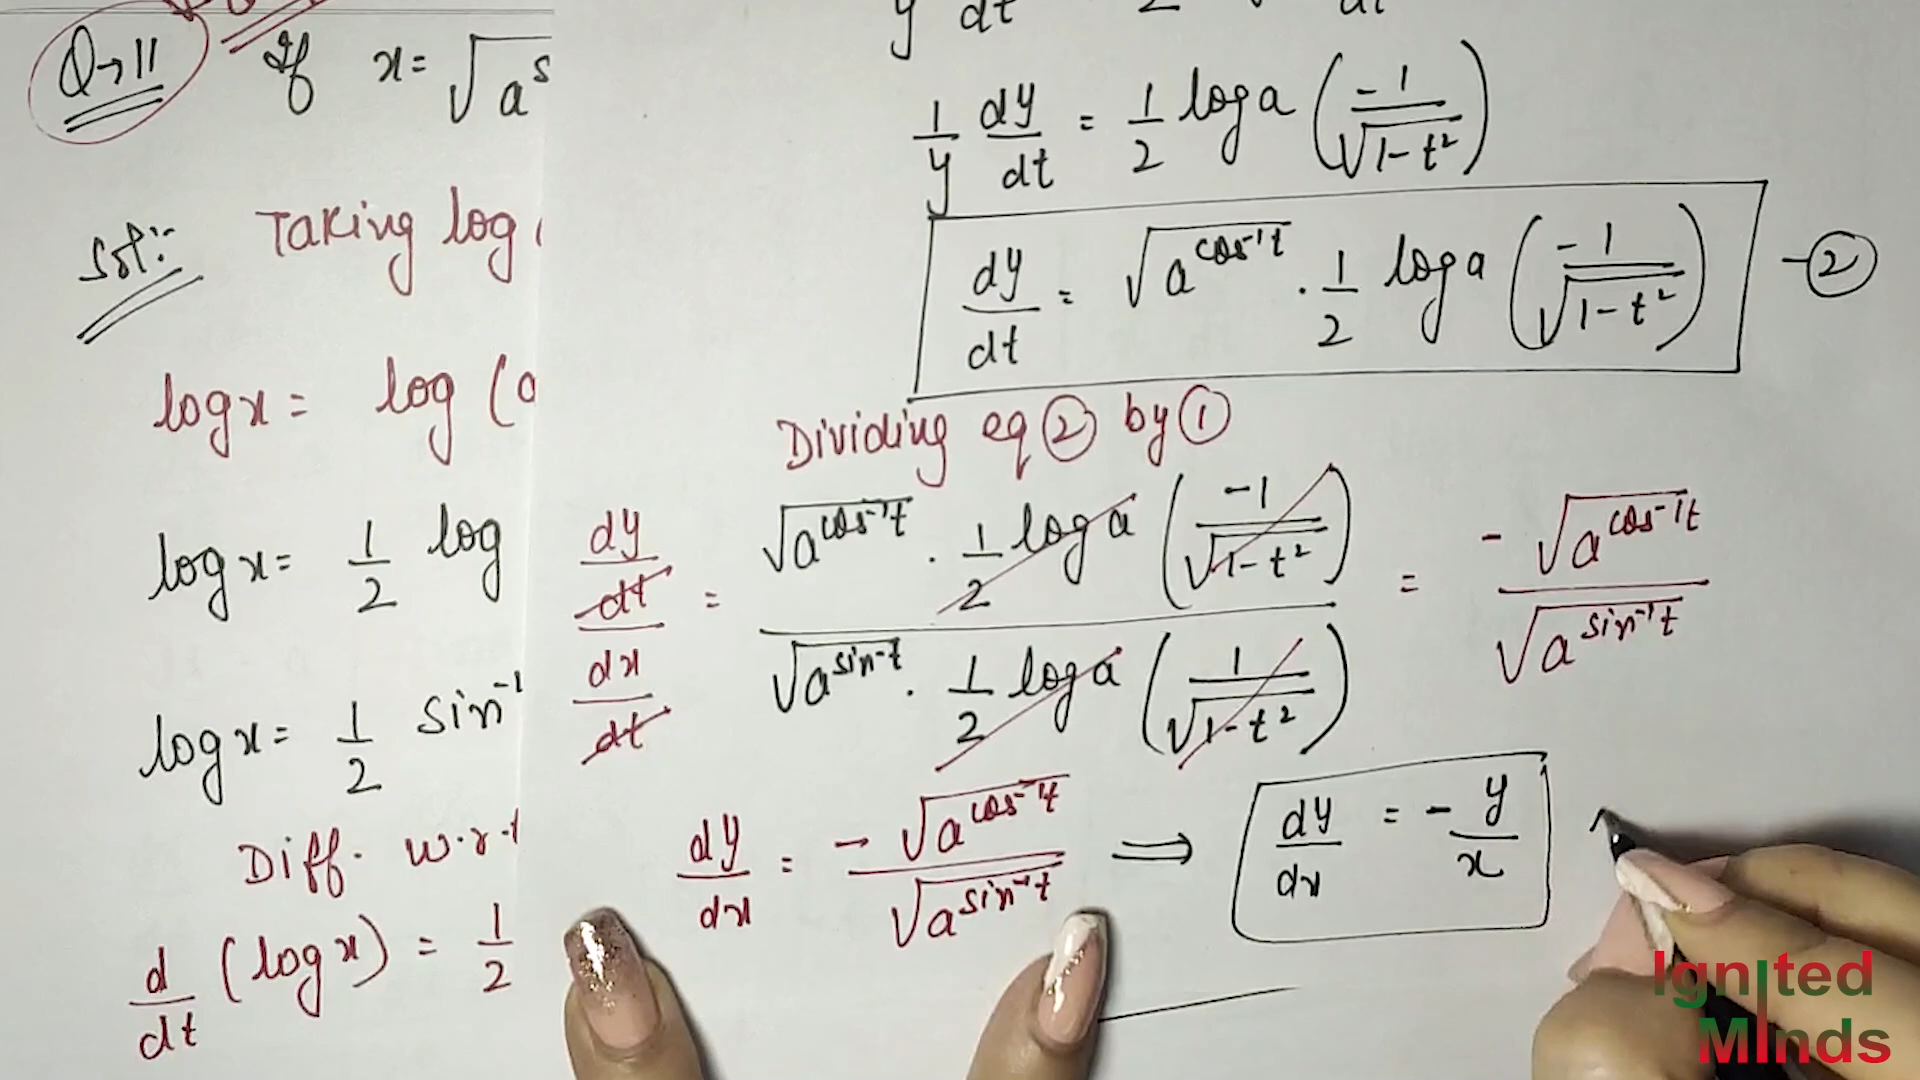 Q→11 If x = √a^s
Sol:- Taking log
log x = log (a
log x = 1/2 log
log x = 1/2 sin⁻¹
Diff. w.r.t
d/dt (log x) = 1/2
y dt 2 dt
1/y dy/dt = 1/2 log a (-1/√1-t²)
dy/dt = √a^cos⁻¹t . 1/2 log a (-1/√1-t²) -②
Dividing eq ② by ①
dy/dt / dx/dt = √a^cos⁻¹t . 1/2 log a (-1/√1-t²) / √a^sin⁻t . 1/2 log a (1/√1-t²) = -√a^cos⁻¹t / √a^sin⁻¹t
dy/dx = -√a^cos⁻¹t / √a^sin⁻¹t ⟹ dy/dx = - y/x
Ignited
Minds